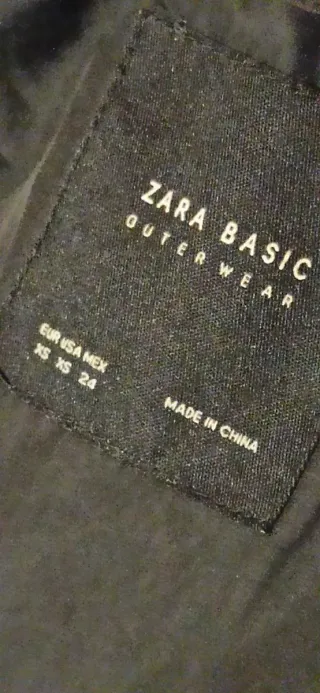 ZARA BASIC
OUTERWEAR
EUR USA MEX
XS XS 24
MADE IN CHINA